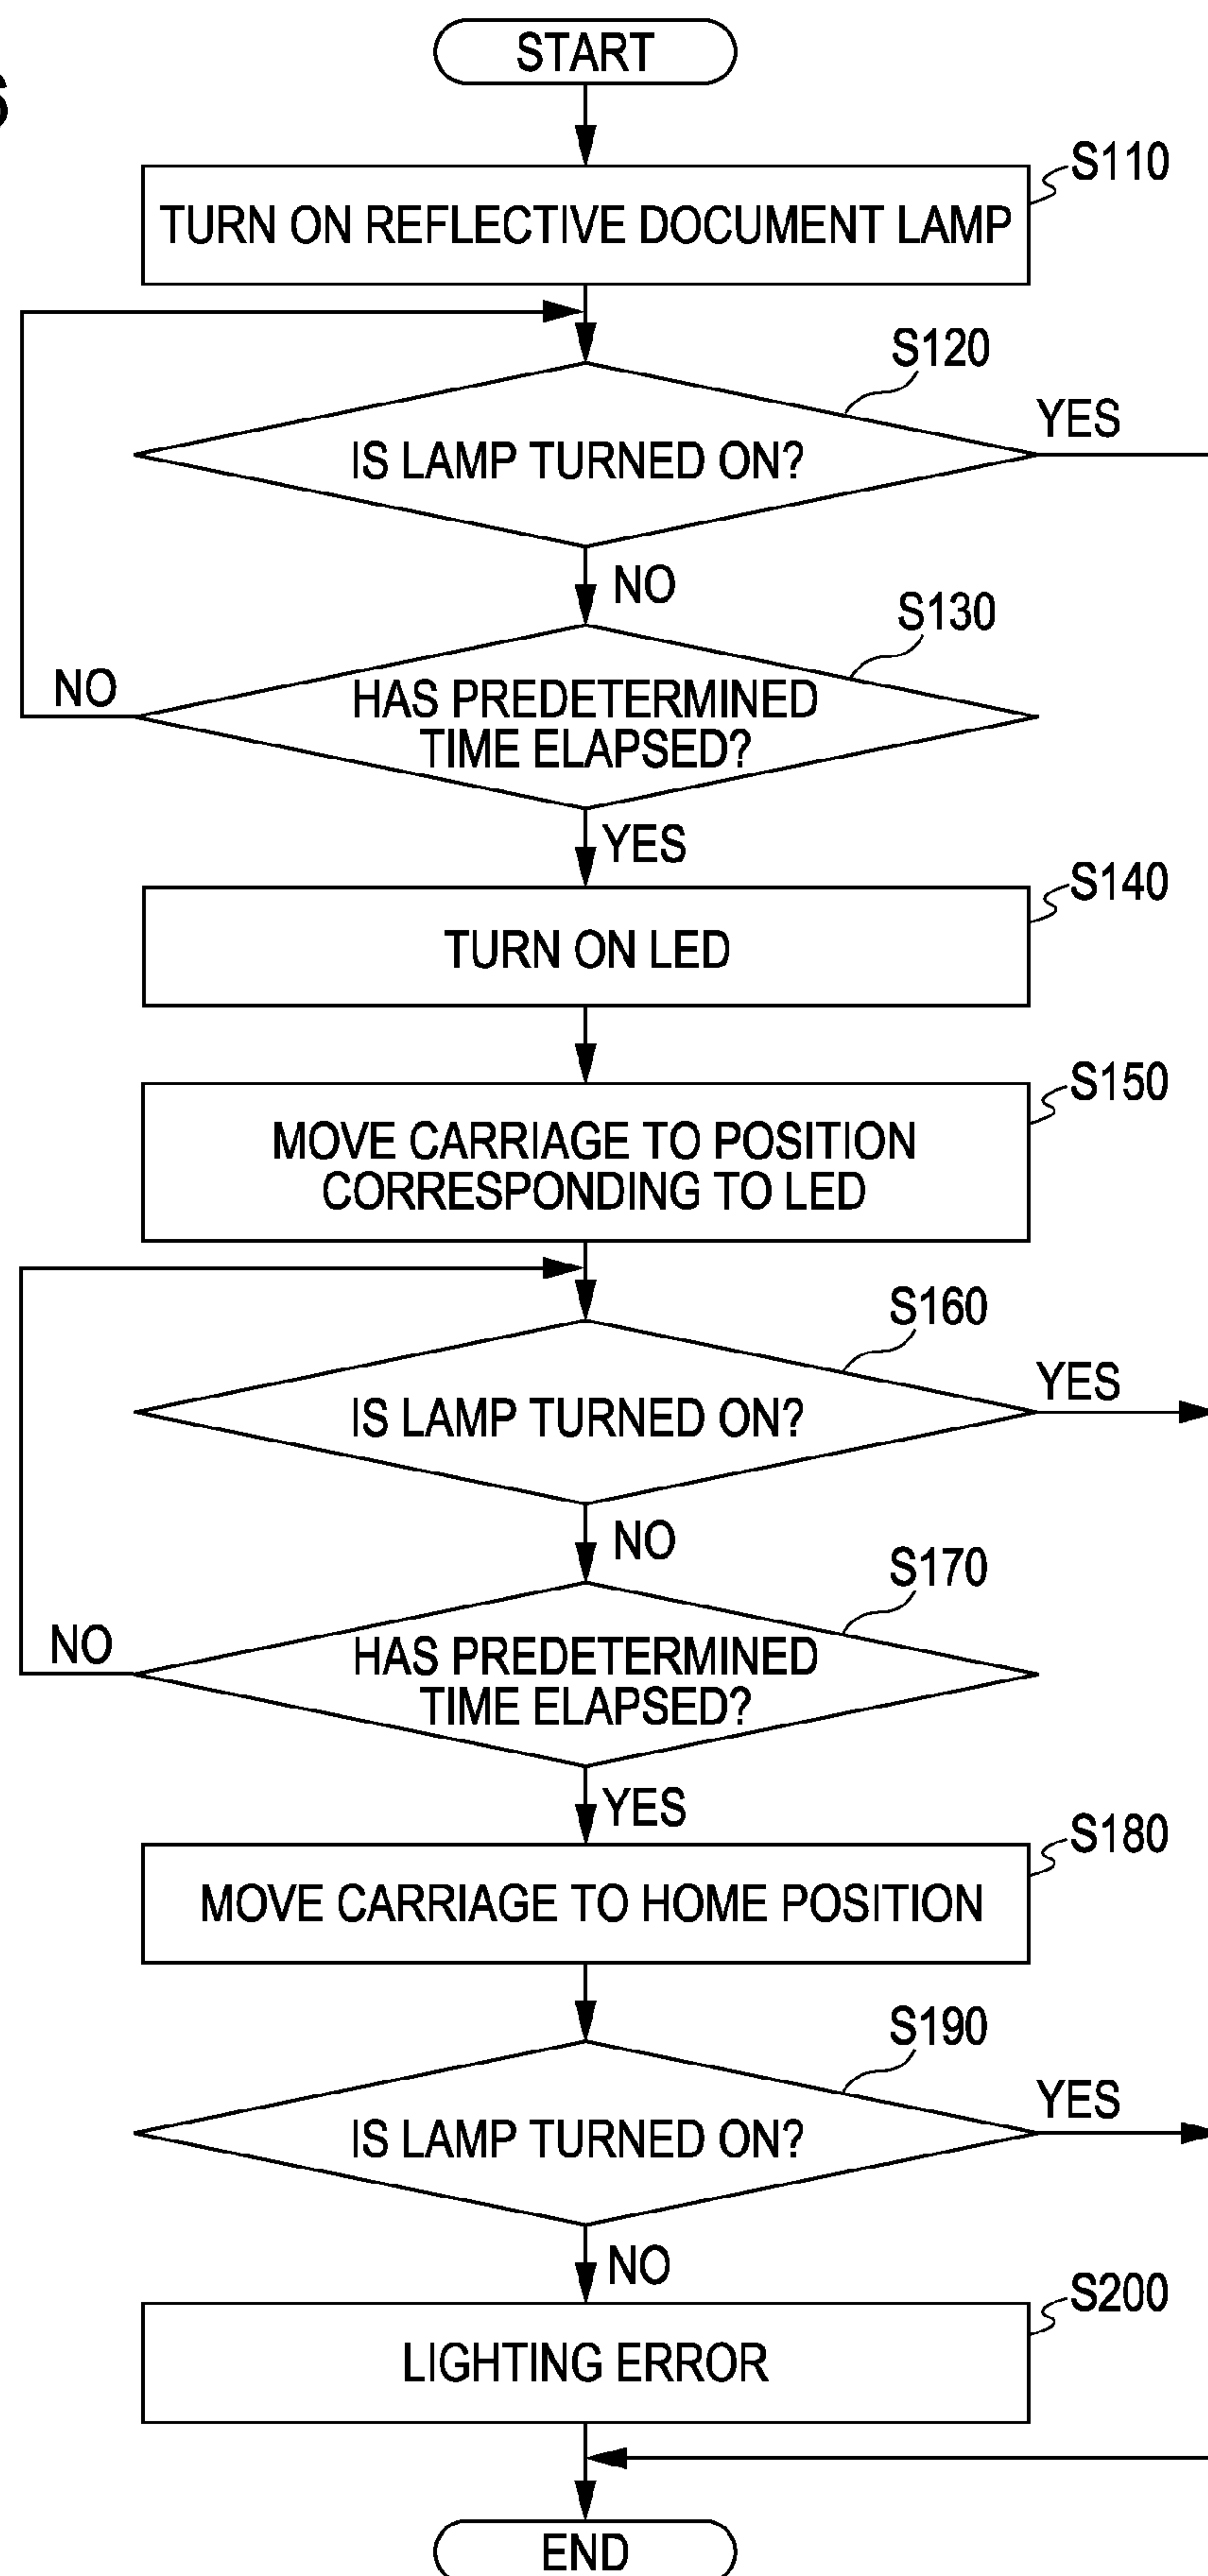 START
6
S110
TURN ON REFLECTIVE DOCUMENT LAMP
S120
YES
IS LAMP TURNED ON?
NO
S130
NO
HAS PREDETERMINED
TIME ELAPSED?
YES
S140
TURN ON LED
S150
MOVE CARRIAGE TO POSITION
CORRESPONDING TO LED
S160
YES
IS LAMP TURNED ON?
NO
S170
NO
HAS PREDETERMINED
TIME ELAPSED?
YES
S180
MOVE CARRIAGE TO HOME POSITION
S190
YES
IS LAMP TURNED ON?
NO
S200
LIGHTING ERROR
END